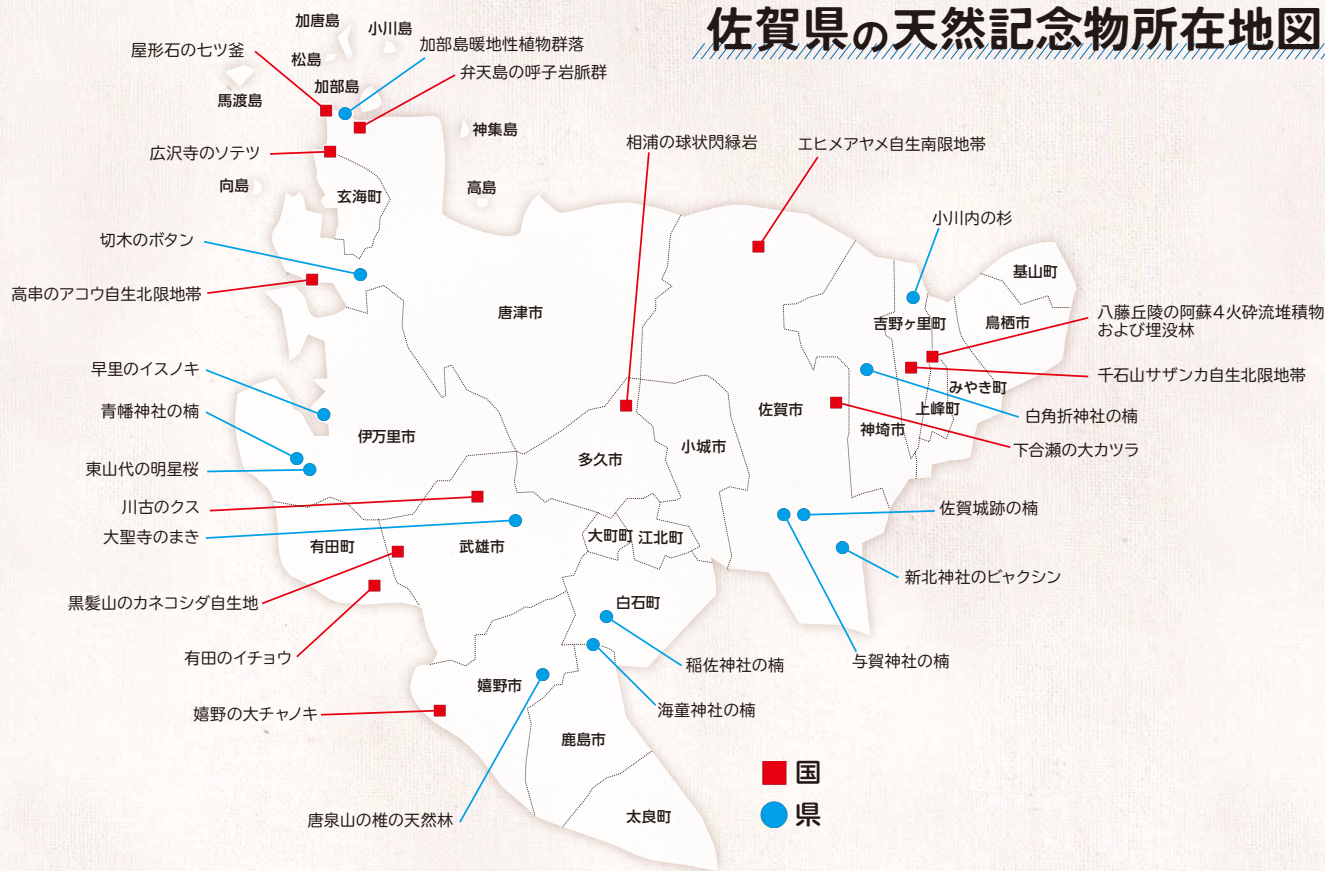 佐賀県の天然記念物所在地図
加唐島
小川島
屋形石の七ツ釜
加部島暖地性植物群落
松島
弁天島の呼子岩脈群
加部島
馬渡島
神集島
相浦の球状閃緑岩
エヒメアヤメ自生南限地帯
広沢寺のソテツ
向島
高島
玄海町
小川内の杉
切木のボタン
基山町
高串のアコウ自生北限地帯
唐津市
吉野ヶ里町
鳥栖市
八藤丘陵の阿蘇4火砕流堆積物
および埋没林
早里のイスノキ
千石山サザンカ自生北限地帯
みやき町
青幡神社の楠
佐賀市
上峰町
白角折神社の楠
伊万里市
神埼市
小城市
下合瀬の大カツラ
多久市
東山代の明星桜
川古のクス
佐賀城跡の楠
大聖寺のまき
有田町
武雄市
大町町
江北町
新北神社のビャクシン
黒髪山のカネコシダ自生地
白石町
有田のイチョウ
与賀神社の楠
稲佐神社の楠
嬉野市
海童神社の楠
嬉野の大チャノキ
鹿島市
国
県
唐泉山の椎の天然林
太良町